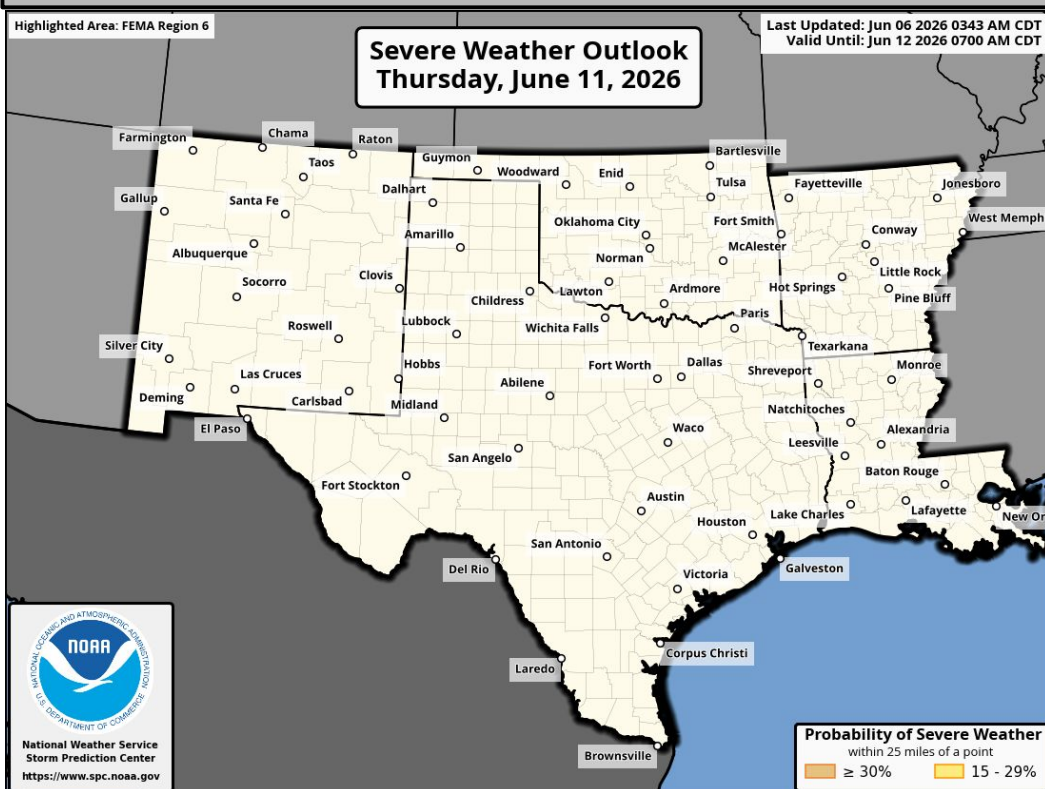 Highlighted Area: FEMA Region 6
Last Updated: Jun 06 2026 0343 AM CDT
Valid Until: Jun 12 2026 0700 AM CDT
Severe Weather Outlook
Thursday, June 11, 2026
Farmington
Chama
Raton
Taos
Guymon
Woodward
Enid
Bartlesville
Tulsa
Fayetteville
Jonesboro
Gallup
Santa Fe
Dalhart
Oklahoma City
Fort Smith
West Memph
Albuquerque
Amarillo
Norman
McAlester
Conway
Socorro
Clovis
Childress
Lawton
Ardmore
Hot Springs
Little Rock
Pine Bluff
Roswell
Lubbock
Wichita Falls
Paris
Texarkana
Silver City
Las Cruces
Hobbs
Fort Worth
Dallas
Shreveport
Monroe
Deming
Carlsbad
Midland
Abilene
Natchitoches
El Paso
Waco
Leesville
Alexandria
San Angelo
Fort Stockton
Baton Rouge
Austin
Lake Charles
Lafayette
New Or
Houston
San Antonio
Del Rio
Galveston
Victoria
Laredo
Corpus Christi
Brownsville
NATIONAL OCEANIC AND ATMOSPHERIC ADMINISTRATION
NOAA
U.S. DEPARTMENT OF COMMERCE
National Weather Service
Storm Prediction Center
https://www.spc.noaa.gov
Probability of Severe Weather
within 25 miles of a point
≥ 30%
15 - 29%